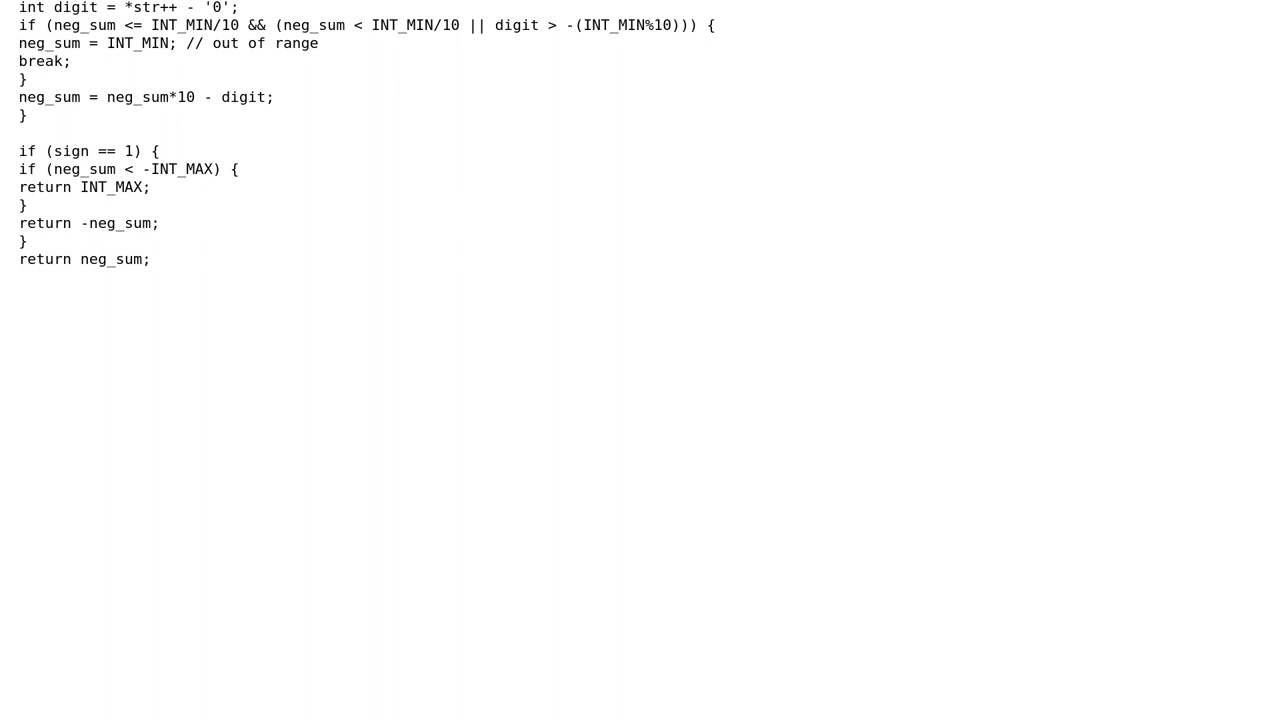 int digit = *str++ - '0';
if (neg_sum <= INT_MIN/10 && (neg_sum < INT_MIN/10 || digit > -(INT_MIN%10))) {
neg_sum = INT_MIN; // out of range
break;
}
neg_sum = neg_sum*10 - digit;
}

if (sign == 1) {
if (neg_sum < -INT_MAX) {
return INT_MAX;
}
return -neg_sum;
}
return neg_sum;